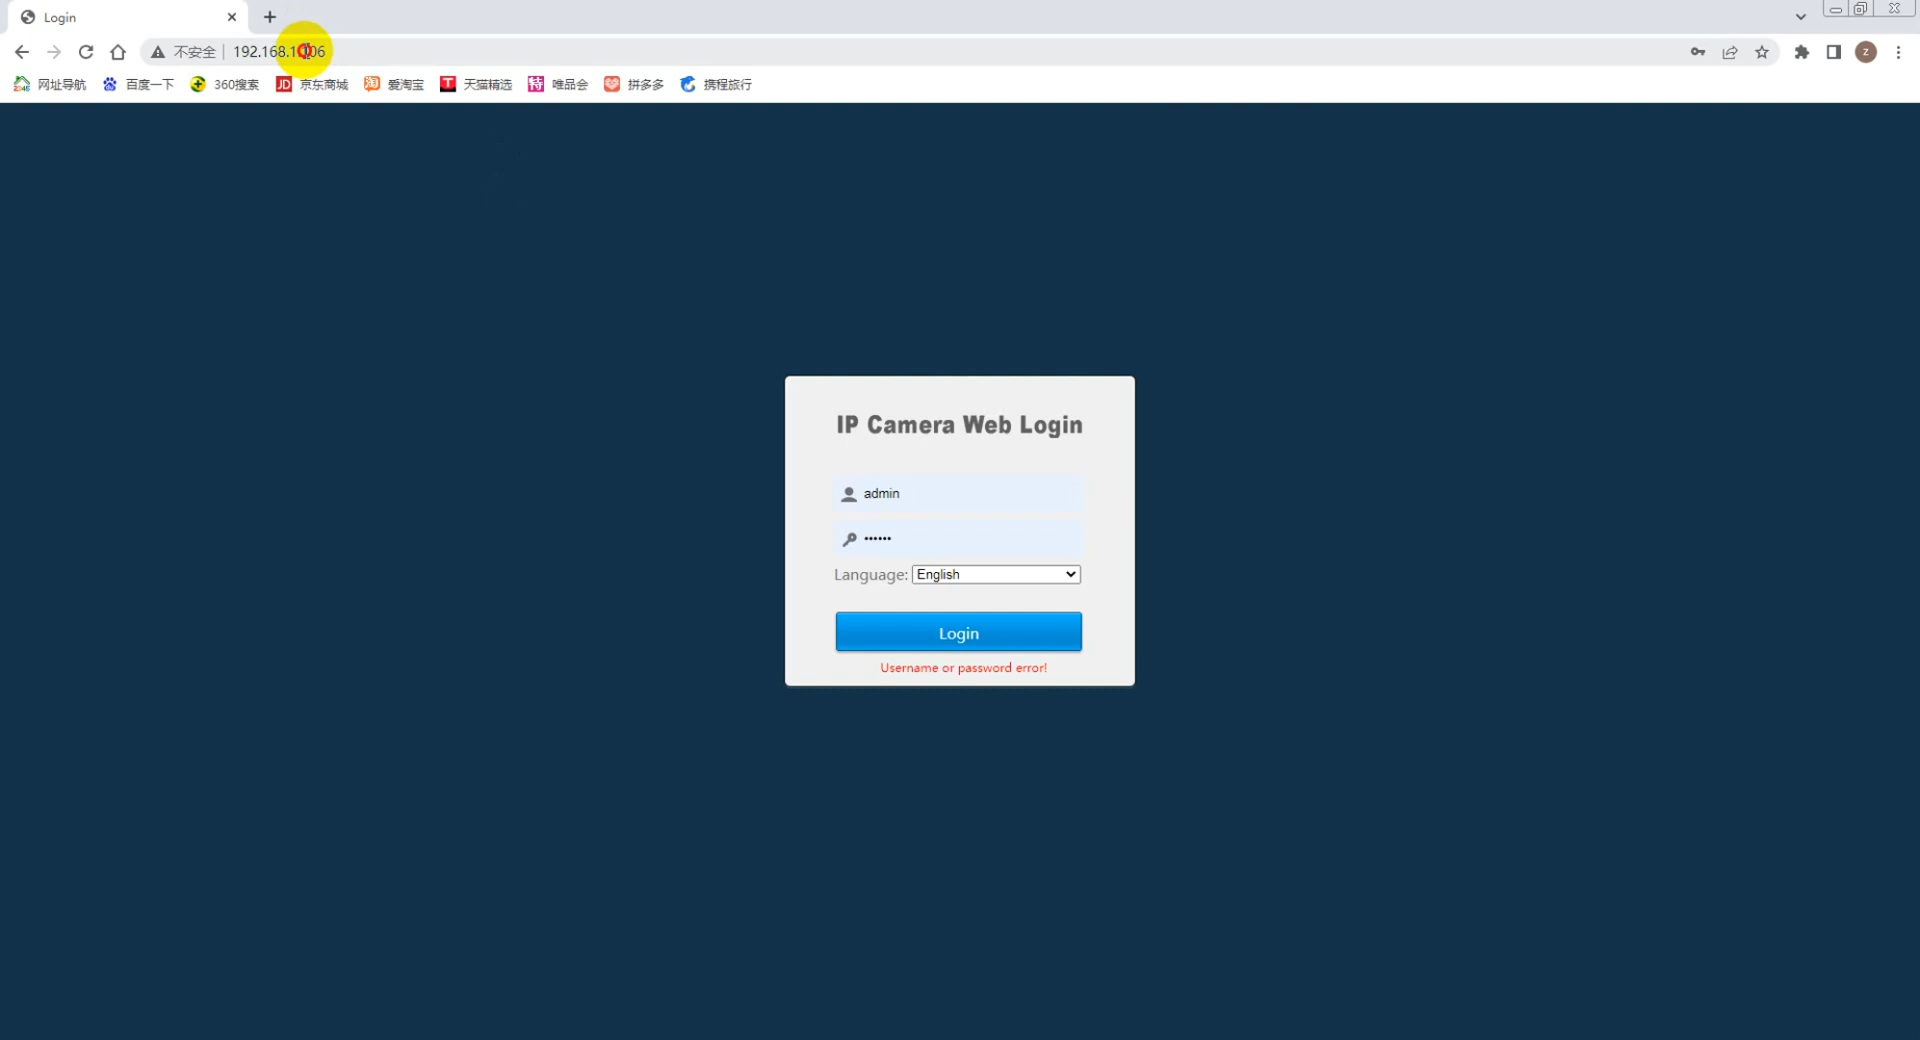 Login
不安全 192.168.1
网址导航 百度一下 360搜索 京东商城 爱淘宝 天猫精选 唯品会 拼多多 携程旅行
IP Camera Web Login
admin
••••••
Language: English
Login
Username or password error!